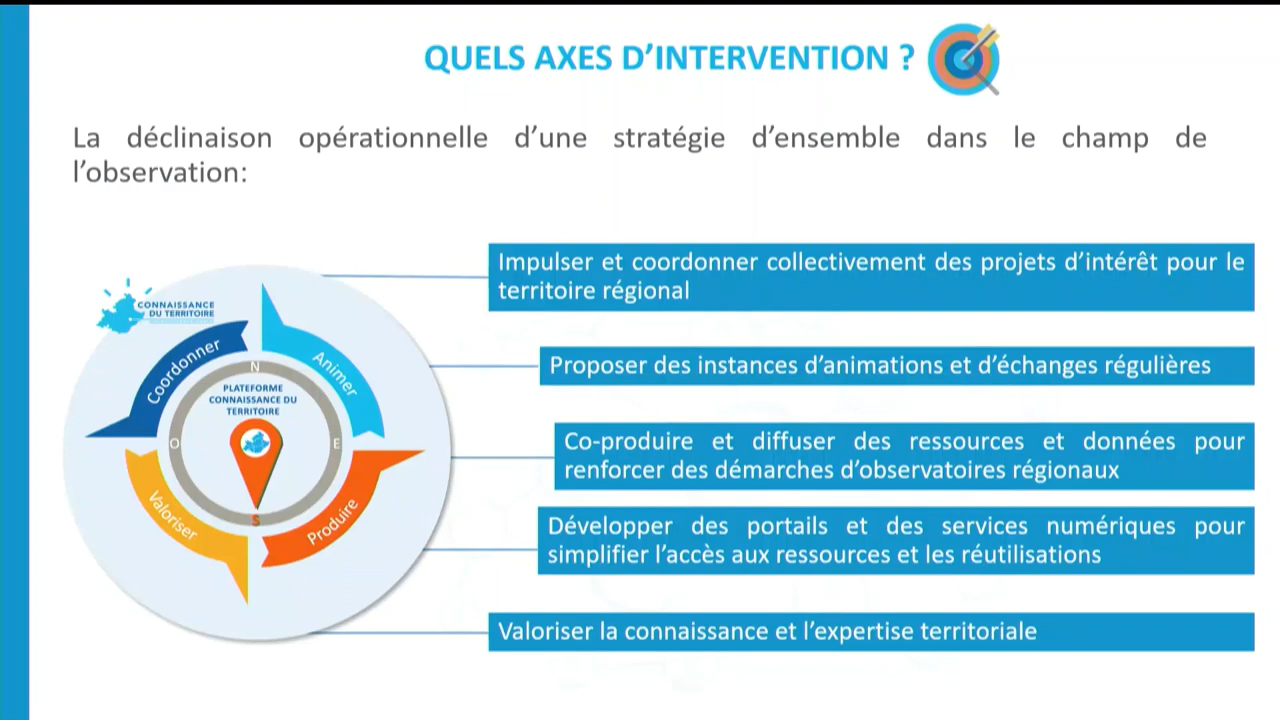 QUELS AXES D’INTERVENTION ?
La déclinaison opérationnelle d’une stratégie d’ensemble dans le champ de
l’observation:
CONNAISSANCE
DU TERRITOIRE
Coordonner
Animer
Produire
Valoriser
N
E
S
O
PLATEFORME
CONNAISSANCE DU
TERRITOIRE
Impulser et coordonner collectivement des projets d’intérêt pour le
territoire régional
Proposer des instances d’animations et d’échanges régulières
Co-produire et diffuser des ressources et données pour
renforcer des démarches d’observatoires régionaux
Développer des portails et des services numériques pour
simplifier l’accès aux ressources et les réutilisations
Valoriser la connaissance et l’expertise territoriale